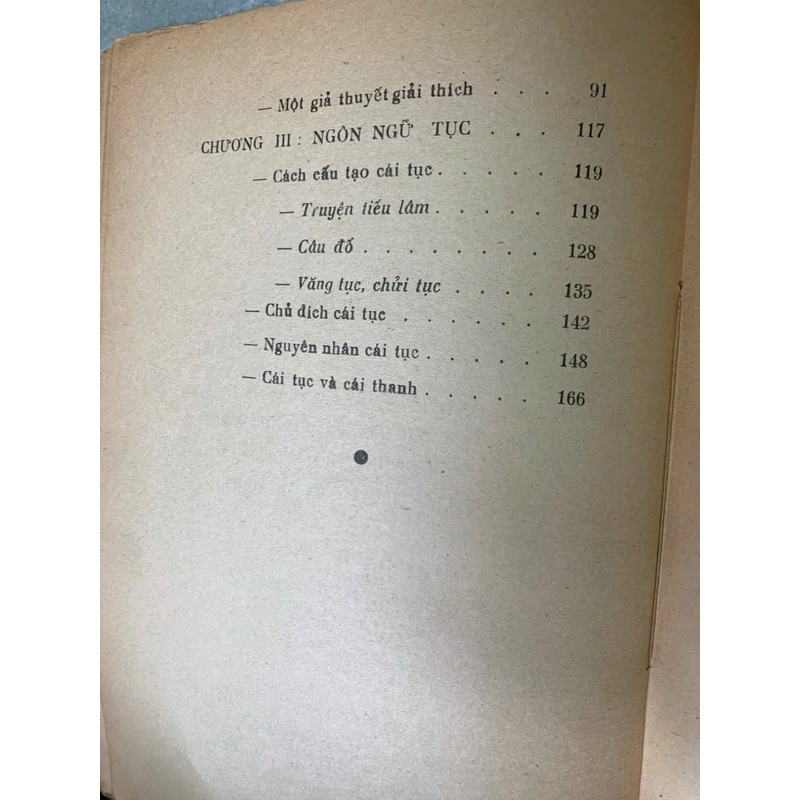 — Một giả thuyết giải thích . . . 91
CHƯƠNG III : NGÔN NGỮ TỤC . . . 117
— Cách cấu tạo cái tục . . . . . 119
— Truyện tiếu lâm . . . . . 119
— Câu đố . . . . . . . . 128
— Văng tục, chửi tục . . . . 135
— Chủ đích cái tục . . . . . 142
— Nguyên nhân cái tục . . . . . 148
— Cái tục và cái thanh . . . . . 166